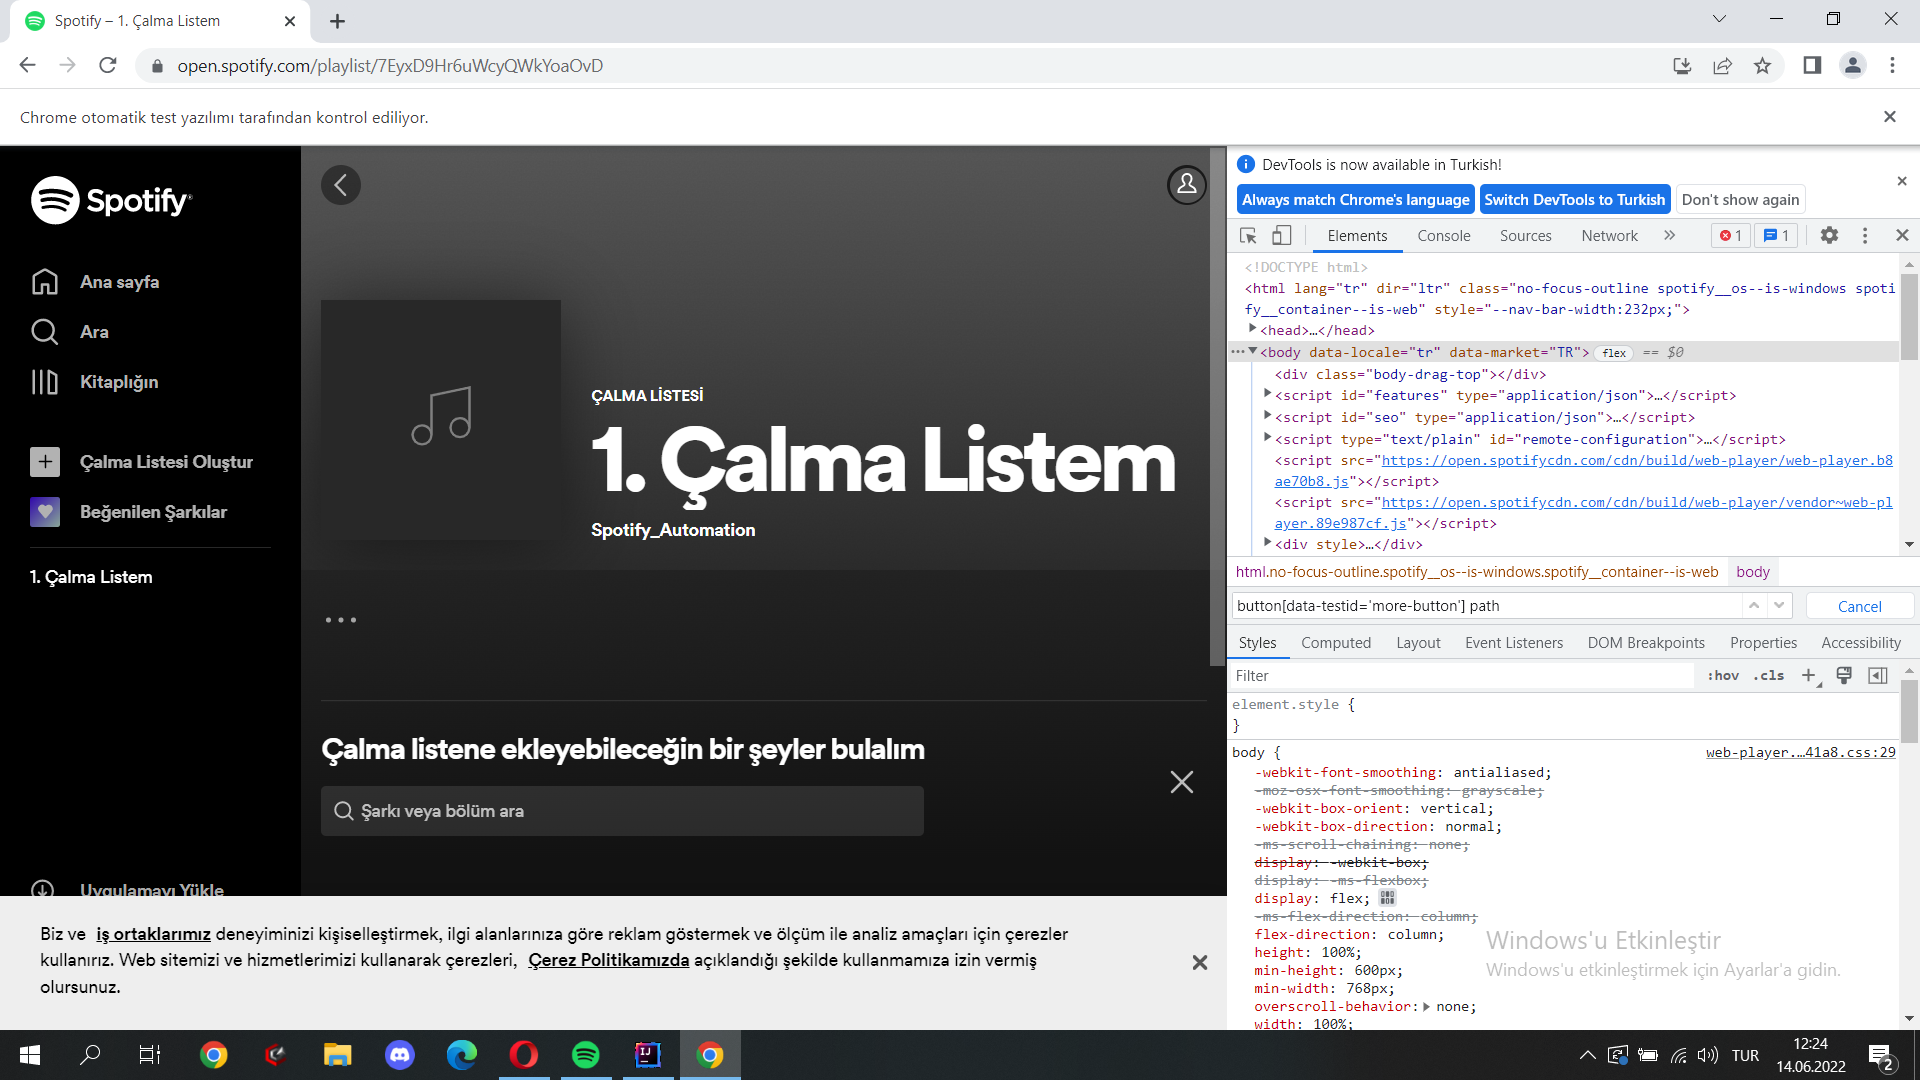 Spotify – 1. Çalma Listem
open.spotify.com/playlist/7EyxD9Hr6uWcyQWkYoaOvD
Chrome otomatik test yazılımı tarafından kontrol ediliyor.
Spotify
Ana sayfa
Ara
Kitaplığın
Çalma Listesi Oluştur
Beğenilen Şarkılar
1. Çalma Listem
Uygulamayı Yükle
ÇALMA LİSTESİ
1. Çalma Listem
Spotify_Automation
Çalma listene ekleyebileceğin bir şeyler bulalım
Şarkı veya bölüm ara
Biz ve iş ortaklarımız deneyiminizi kişiselleştirmek, ilgi alanlarınıza göre reklam göstermek ve ölçüm ile analiz amaçları için çerezler
kullanırız. Web sitemizi ve hizmetlerimizi kullanarak çerezleri, Çerez Politikamızda açıklandığı şekilde kullanmamıza izin vermiş
olursunuz.
DevTools is now available in Turkish!
Always match Chrome's language Switch DevTools to Turkish Don't show again
Elements Console Sources Network » 1 1
<!DOCTYPE html>
<html lang="tr" dir="ltr" class="no-focus-outline spotify__os--is-windows spoti
fy__container--is-web" style="--nav-bar-width:232px;">
<head>…</head>
<body data-locale="tr" data-market="TR"> flex == $0
<div class="body-drag-top"></div>
<script id="features" type="application/json">…</script>
<script id="seo" type="application/json">…</script>
<script type="text/plain" id="remote-configuration">…</script>
<script src="https://open.spotifycdn.com/cdn/build/web-player/web-player.b8
ae70b8.js"></script>
<script src="https://open.spotifycdn.com/cdn/build/web-player/vendor~web-pl
ayer.89e987cf.js"></script>
<div style>…</div>
html.no-focus-outline.spotify__os--is-windows.spotify__container--is-web body
button[data-testid='more-button'] path Cancel
Styles Computed Layout Event Listeners DOM Breakpoints Properties Accessibility
Filter :hov .cls +
element.style {
}
body { web-player.…41a8.css:29
-webkit-font-smoothing: antialiased;
-moz-osx-font-smoothing: grayscale;
-webkit-box-orient: vertical;
-webkit-box-direction: normal;
-ms-scroll-chaining: none;
display: -webkit-box;
display: -ms-flexbox;
display: flex;
-ms-flex-direction: column;
flex-direction: column;
height: 100%;
min-height: 600px;
min-width: 768px;
overscroll-behavior: none;
width: 100%;
Windows'u Etkinleştir
Windows'u etkinleştirmek için Ayarlar'a gidin.
TUR
12:24
14.06.2022
2